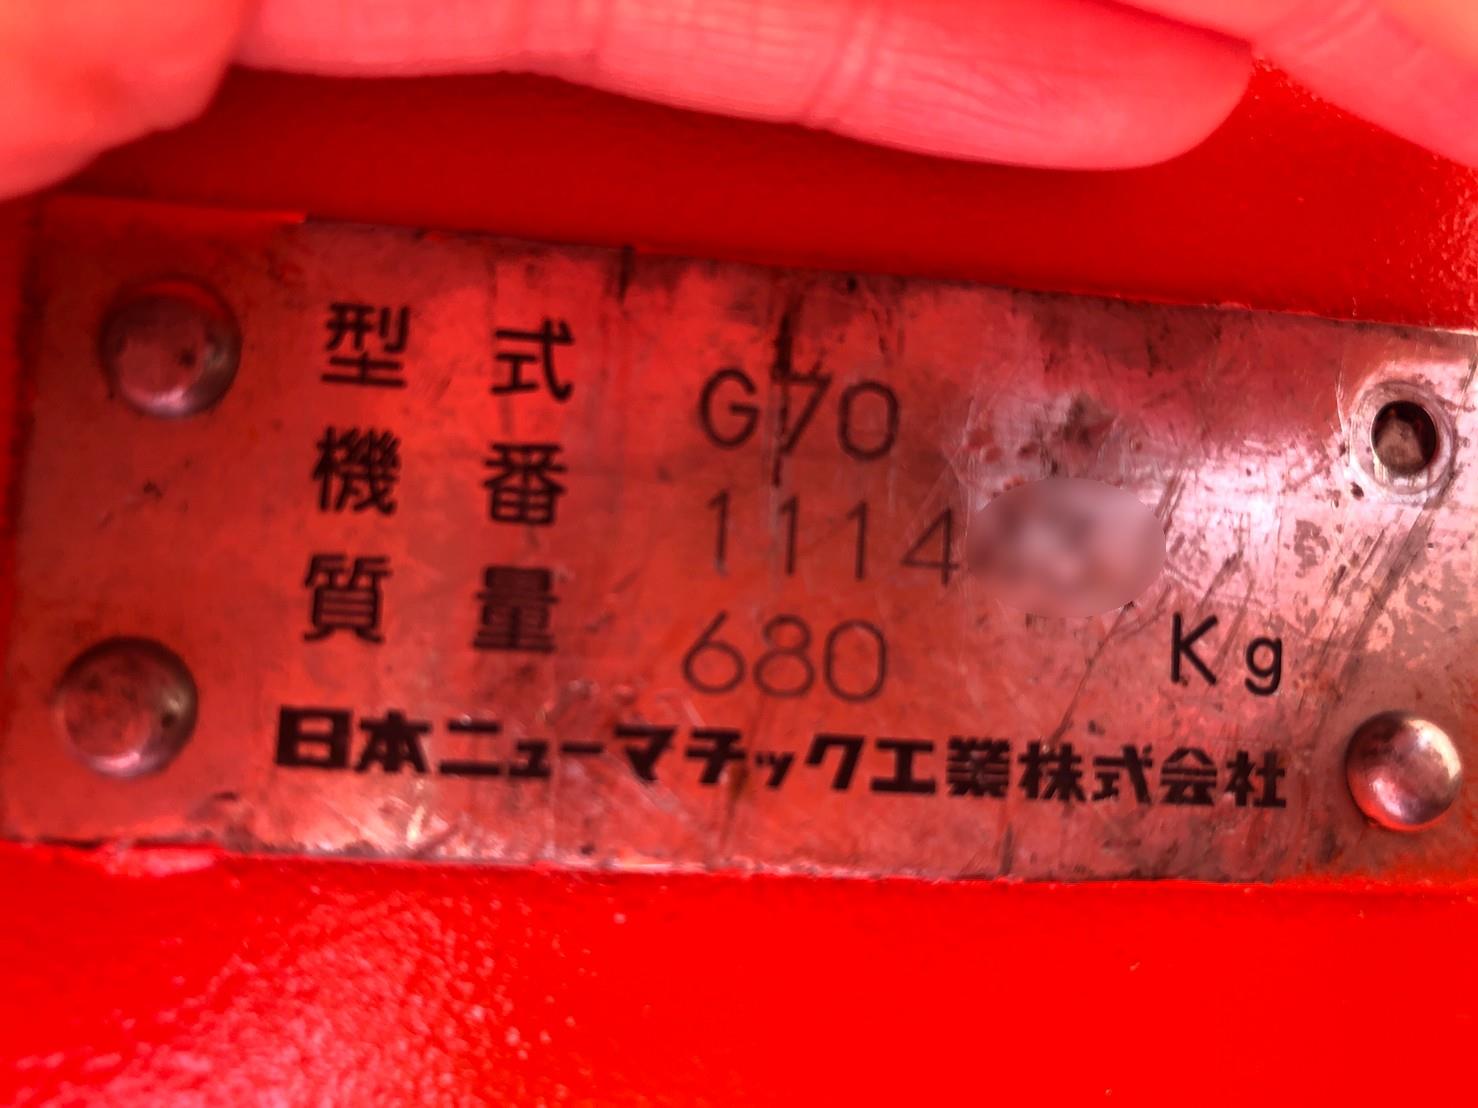 型式 G70
機番 1114
質量 680 Kg
日本ニューマチック工業株式会社